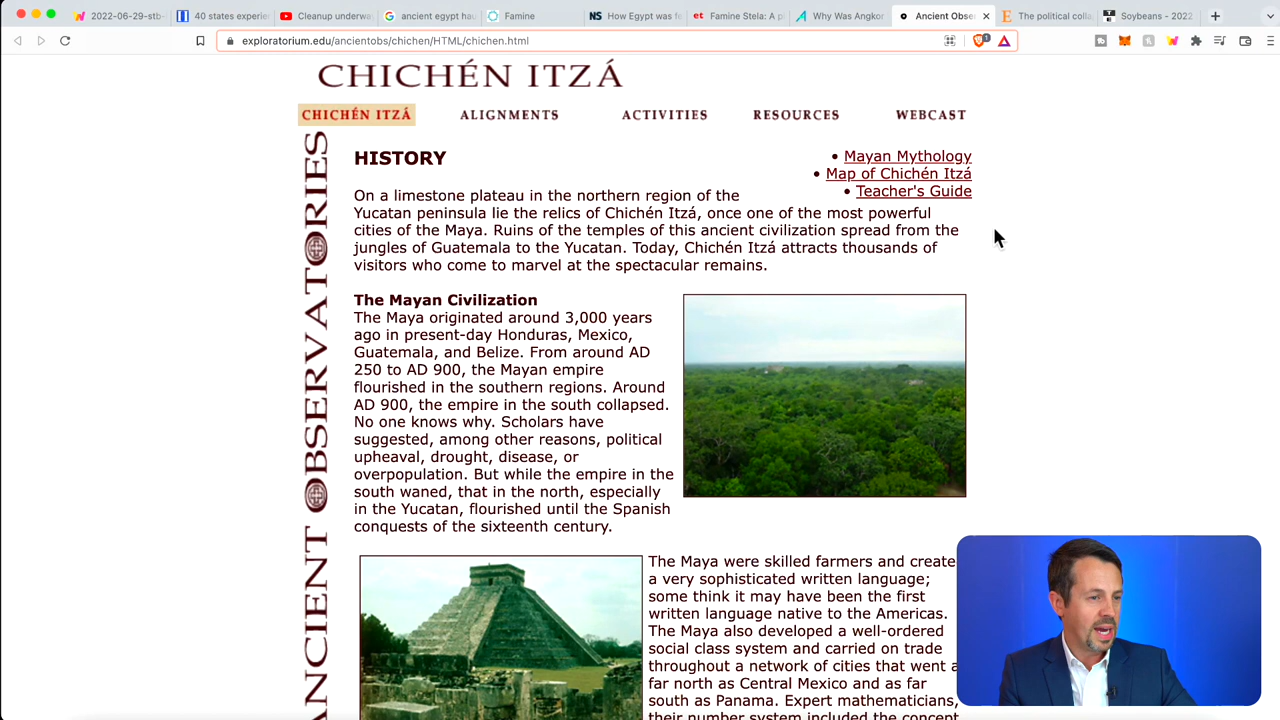 2022-06-29-stb-
40 states experie
Cleanup underwa
ancient egypt hau
Famine
How Egypt was f
Famine Stela: A p
Why Was Angkor
Ancient Obse
The political colla
Soybeans - 2022
exploratorium.edu/ancientobs/chichen/HTML/chichen.html
CHICHÉN ITZÁ
CHICHÉN ITZÁ
ALIGNMENTS
ACTIVITIES
RESOURCES
WEBCAST
ANCIENT OBSERVATORIES
HISTORY
• Mayan Mythology
• Map of Chichén Itzá
• Teacher's Guide
On a limestone plateau in the northern region of the
Yucatan peninsula lie the relics of Chichén Itzá, once one of the most powerful
cities of the Maya. Ruins of the temples of this ancient civilization spread from the
jungles of Guatemala to the Yucatan. Today, Chichén Itzá attracts thousands of
visitors who come to marvel at the spectacular remains.
The Mayan Civilization
The Maya originated around 3,000 years
ago in present-day Honduras, Mexico,
Guatemala, and Belize. From around AD
250 to AD 900, the Mayan empire
flourished in the southern regions. Around
AD 900, the empire in the south collapsed.
No one knows why. Scholars have
suggested, among other reasons, political
upheaval, drought, disease, or
overpopulation. But while the empire in the
south waned, that in the north, especially
in the Yucatan, flourished until the Spanish
conquests of the sixteenth century.
The Maya were skilled farmers and create
a very sophisticated written language;
some think it may have been the first
written language native to the Americas.
The Maya also developed a well-ordered
social class system and carried on trade
throughout a network of cities that went a
far north as Central Mexico and as far
south as Panama. Expert mathematicians,
their number system included the concept